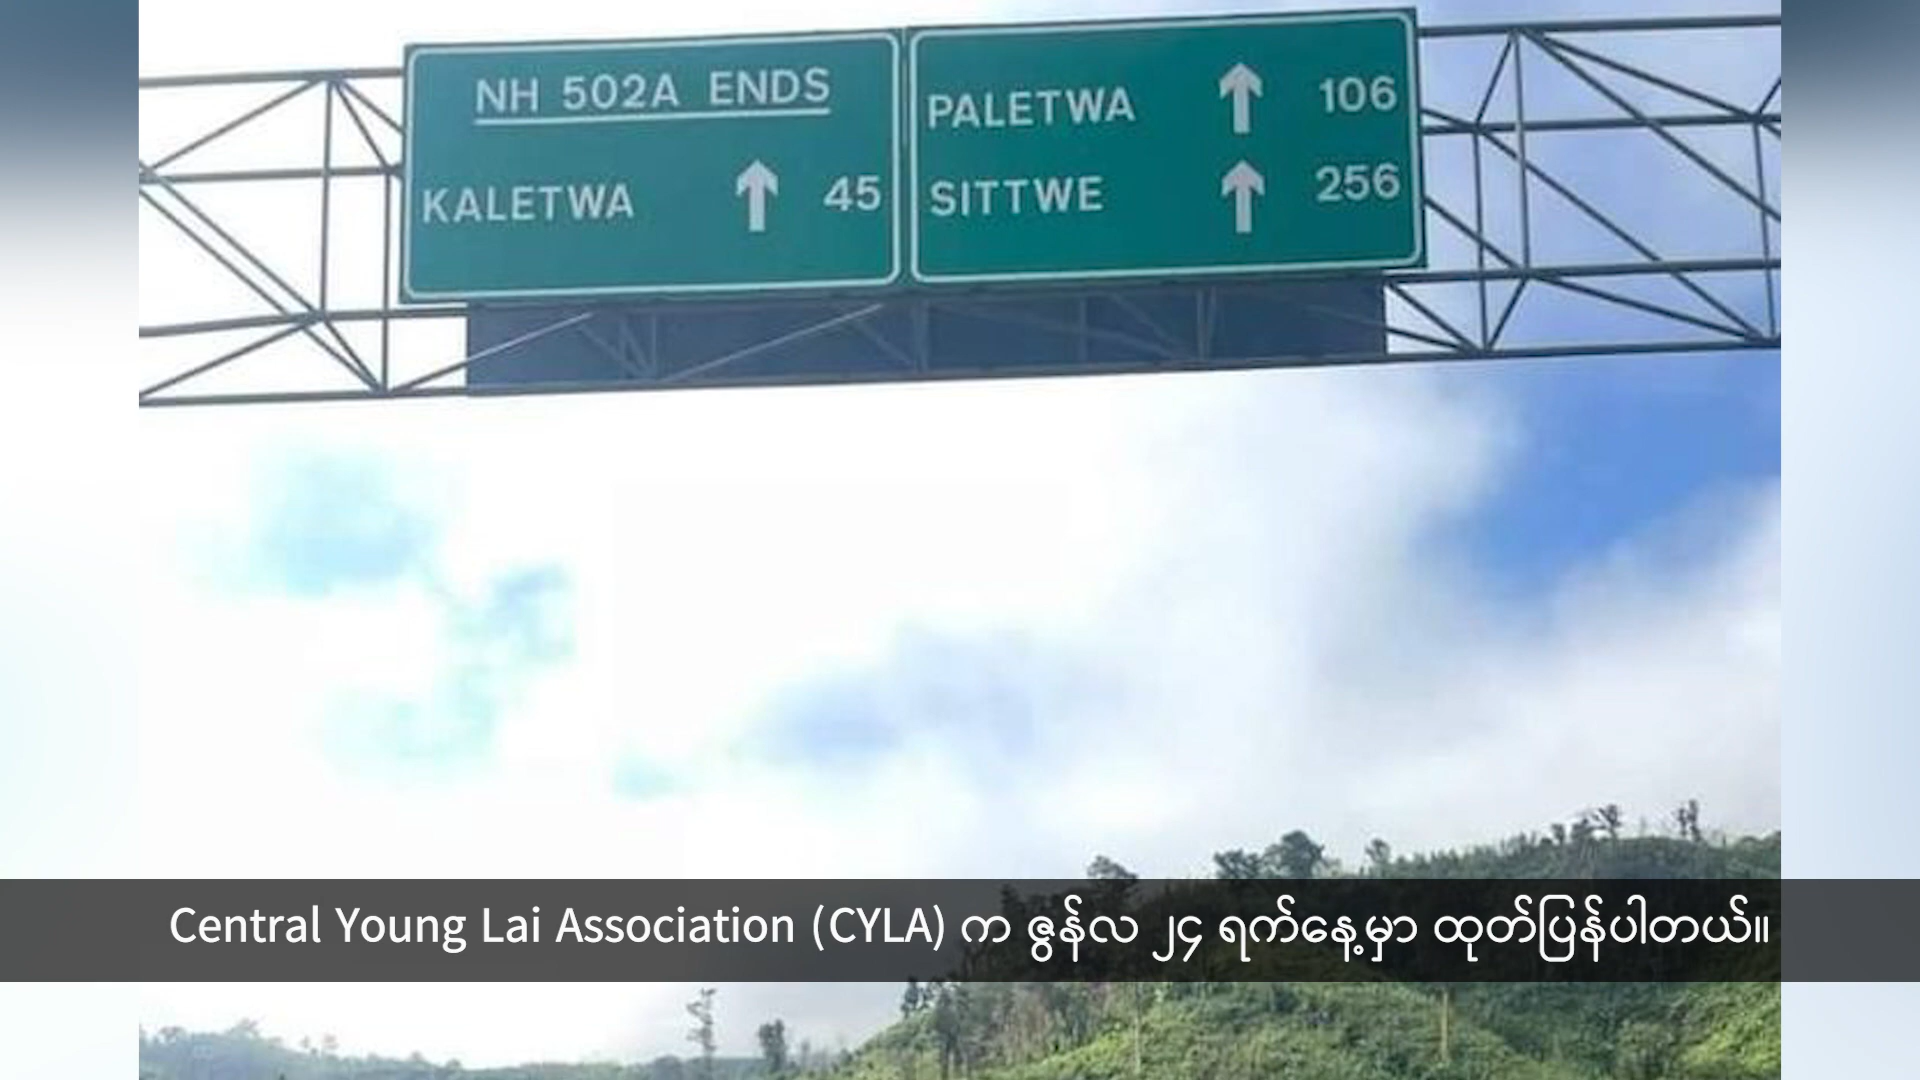 NH 502A ENDS
KALETWA 45
PALETWA 106
SITTWE 256
Central Young Lai Association (CYLA) က ဇွန်လ ၂၄ ရက်နေ့မှာ ထုတ်ပြန်ပါတယ်။